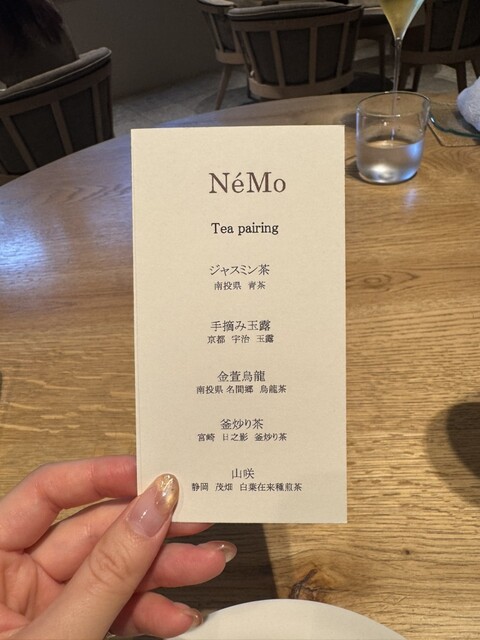 NéMo
Tea pairing
ジャスミン茶
南投県 青茶
手摘み玉露
京都 宇治 玉露
金萱烏龍
南投県 名間郷 烏龍茶
釜炒り茶
宮崎 日之影 釜炒り茶
山咲
静岡 茂畑 白葉在来種煎茶